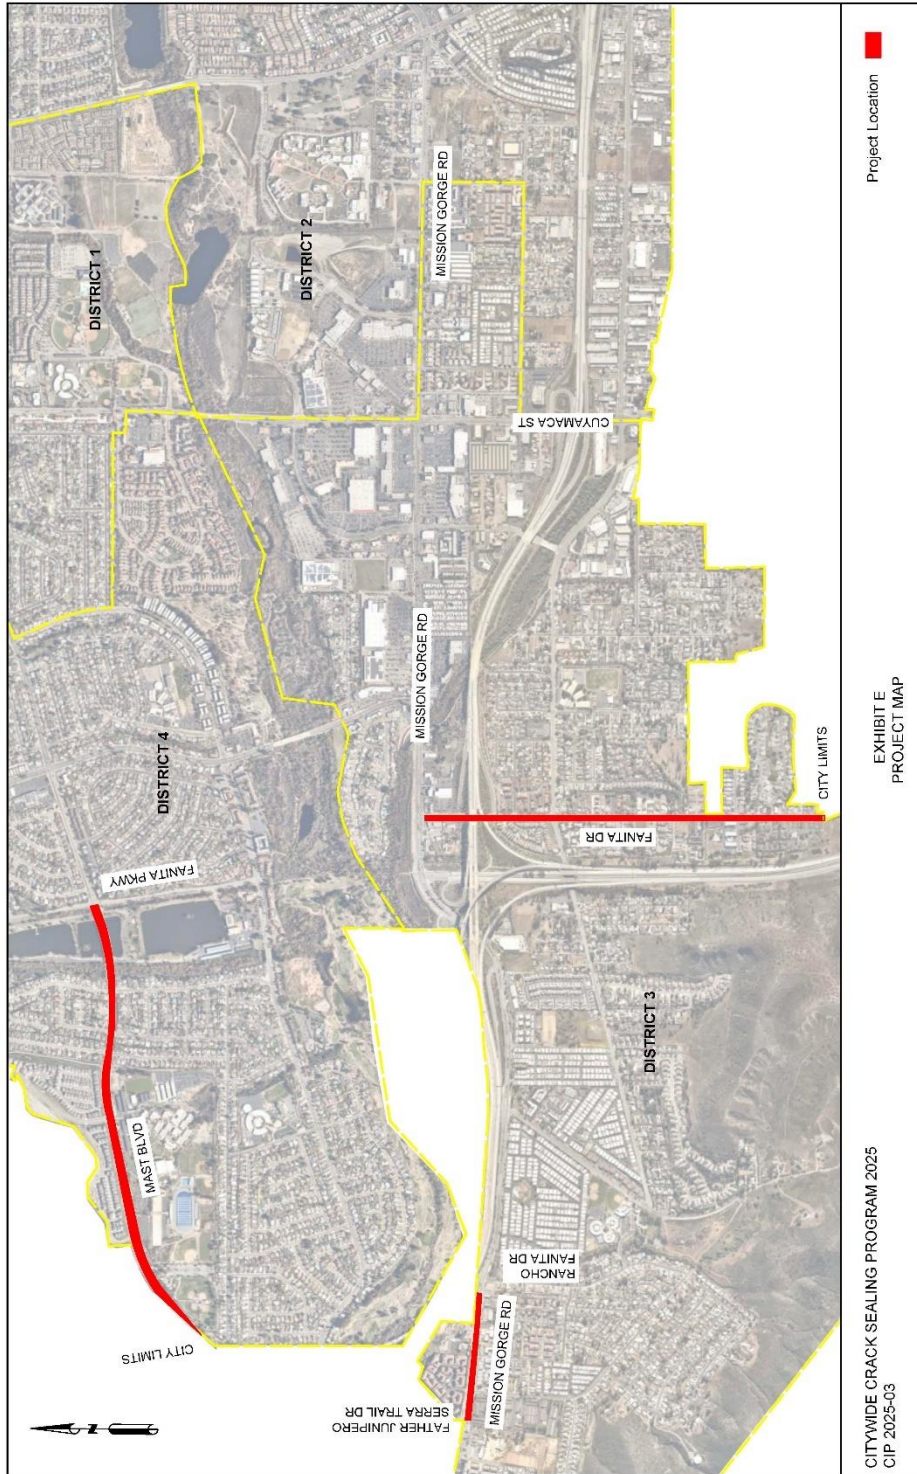 CITY LIMITS
MAST BLVD
FANITA PKWY
DISTRICT 4
DISTRICT 1
DISTRICT 2
MISSION GORGE RD
MISSION GORGE RD
CUYAMACA ST
FATHER JUNIPERO
SERRA TRAIL DR
MISSION GORGE RD
RANCHO
FANITA DR
DISTRICT 3
FANITA DR
CITY LIMITS
N
CITYWIDE CRACK SEALING PROGRAM 2025
CIP 2025-03
EXHIBIT E
PROJECT MAP
Project Location